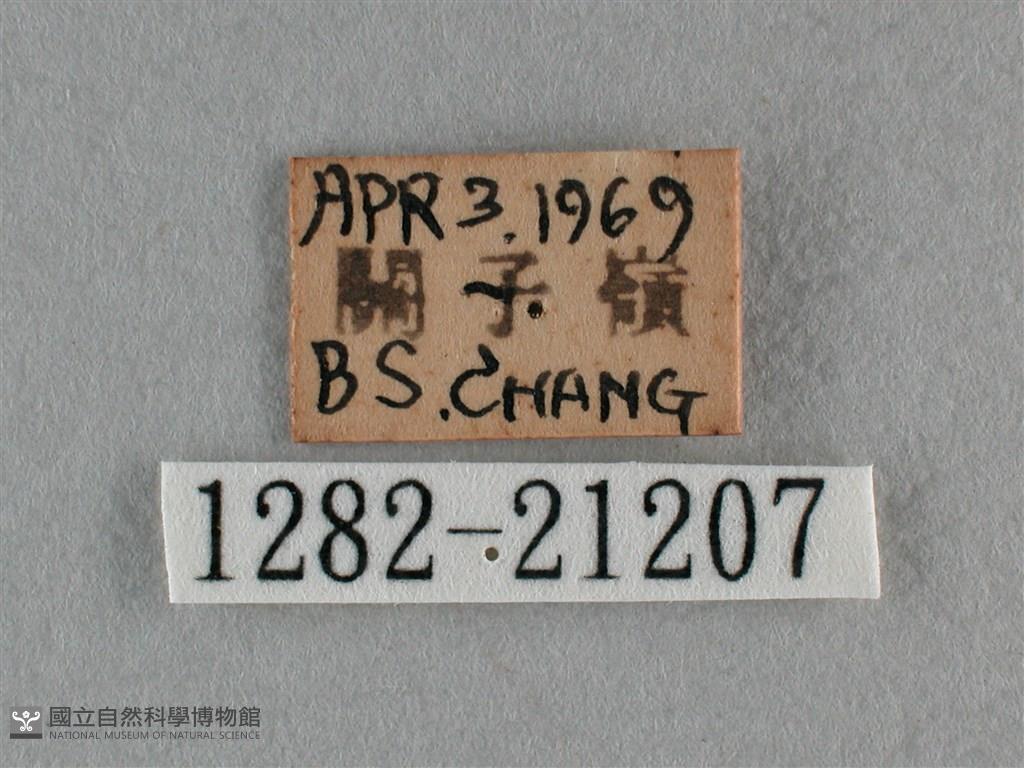 APR 3. 1969
關子嶺
B S. CHANG
1282-21207
國立自然科學博物館
NATIONAL MUSEUM OF NATURAL SCIENCE